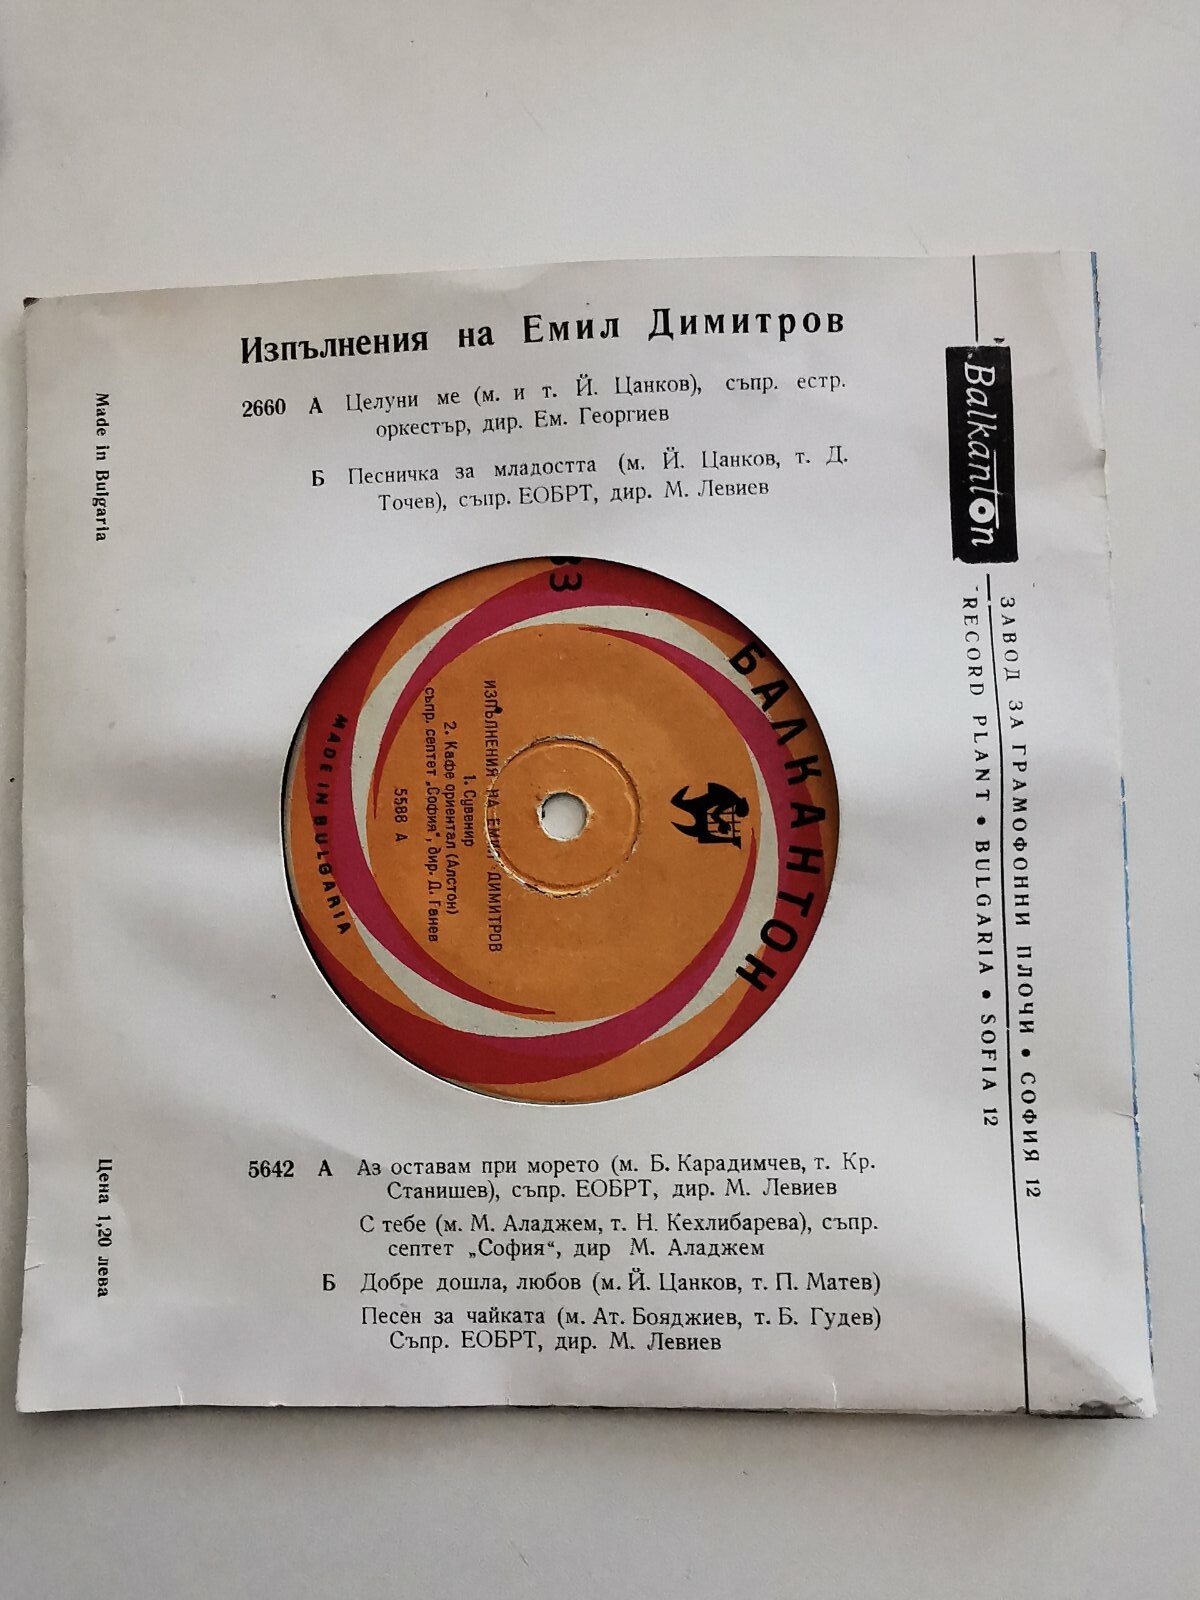 Изпълнения на Емил Димитров
2660 А Целуни ме (м. и т. Й. Цанков), съпр. естр.
оркестър, дир. Ем. Георгиев
Б Песничка за младостта (м. Й. Цанков, т. Д.
Точев), съпр. ЕОБРТ, дир. М. Левиев
Made in Bulgaria
Balkanton
ЗАВОД ЗА ГРАМОФОННИ ПЛОЧИ • СОФИЯ 12
RECORD PLANT • BULGARIA • SOFIA 12
33
БАЛКАНТОН
ИЗПЪЛНЕНИЯ НА ЕМИЛ ДИМИТРОВ
1. Сувенир
2. Кафе ориентал (Алстон)
съпр. септет „София", дир. Д. Ганев
5588 А
MADE IN BULGARIA
5642 А Аз оставам при морето (м. Б. Карадимчев, т. Кр.
Станишев), съпр. ЕОБРТ, дир. М. Левиев
С тебе (м. М. Аладжем, т. Н. Кехлибарева), съпр.
септет „София“, дир М. Аладжем
Б Добре дошла, любов (м. Й. Цанков, т. П. Матев)
Песен за чайката (м. Ат. Бояджиев, т. Б. Гудев)
Съпр. ЕОБРТ, дир. М. Левиев
Цена 1,20 лева